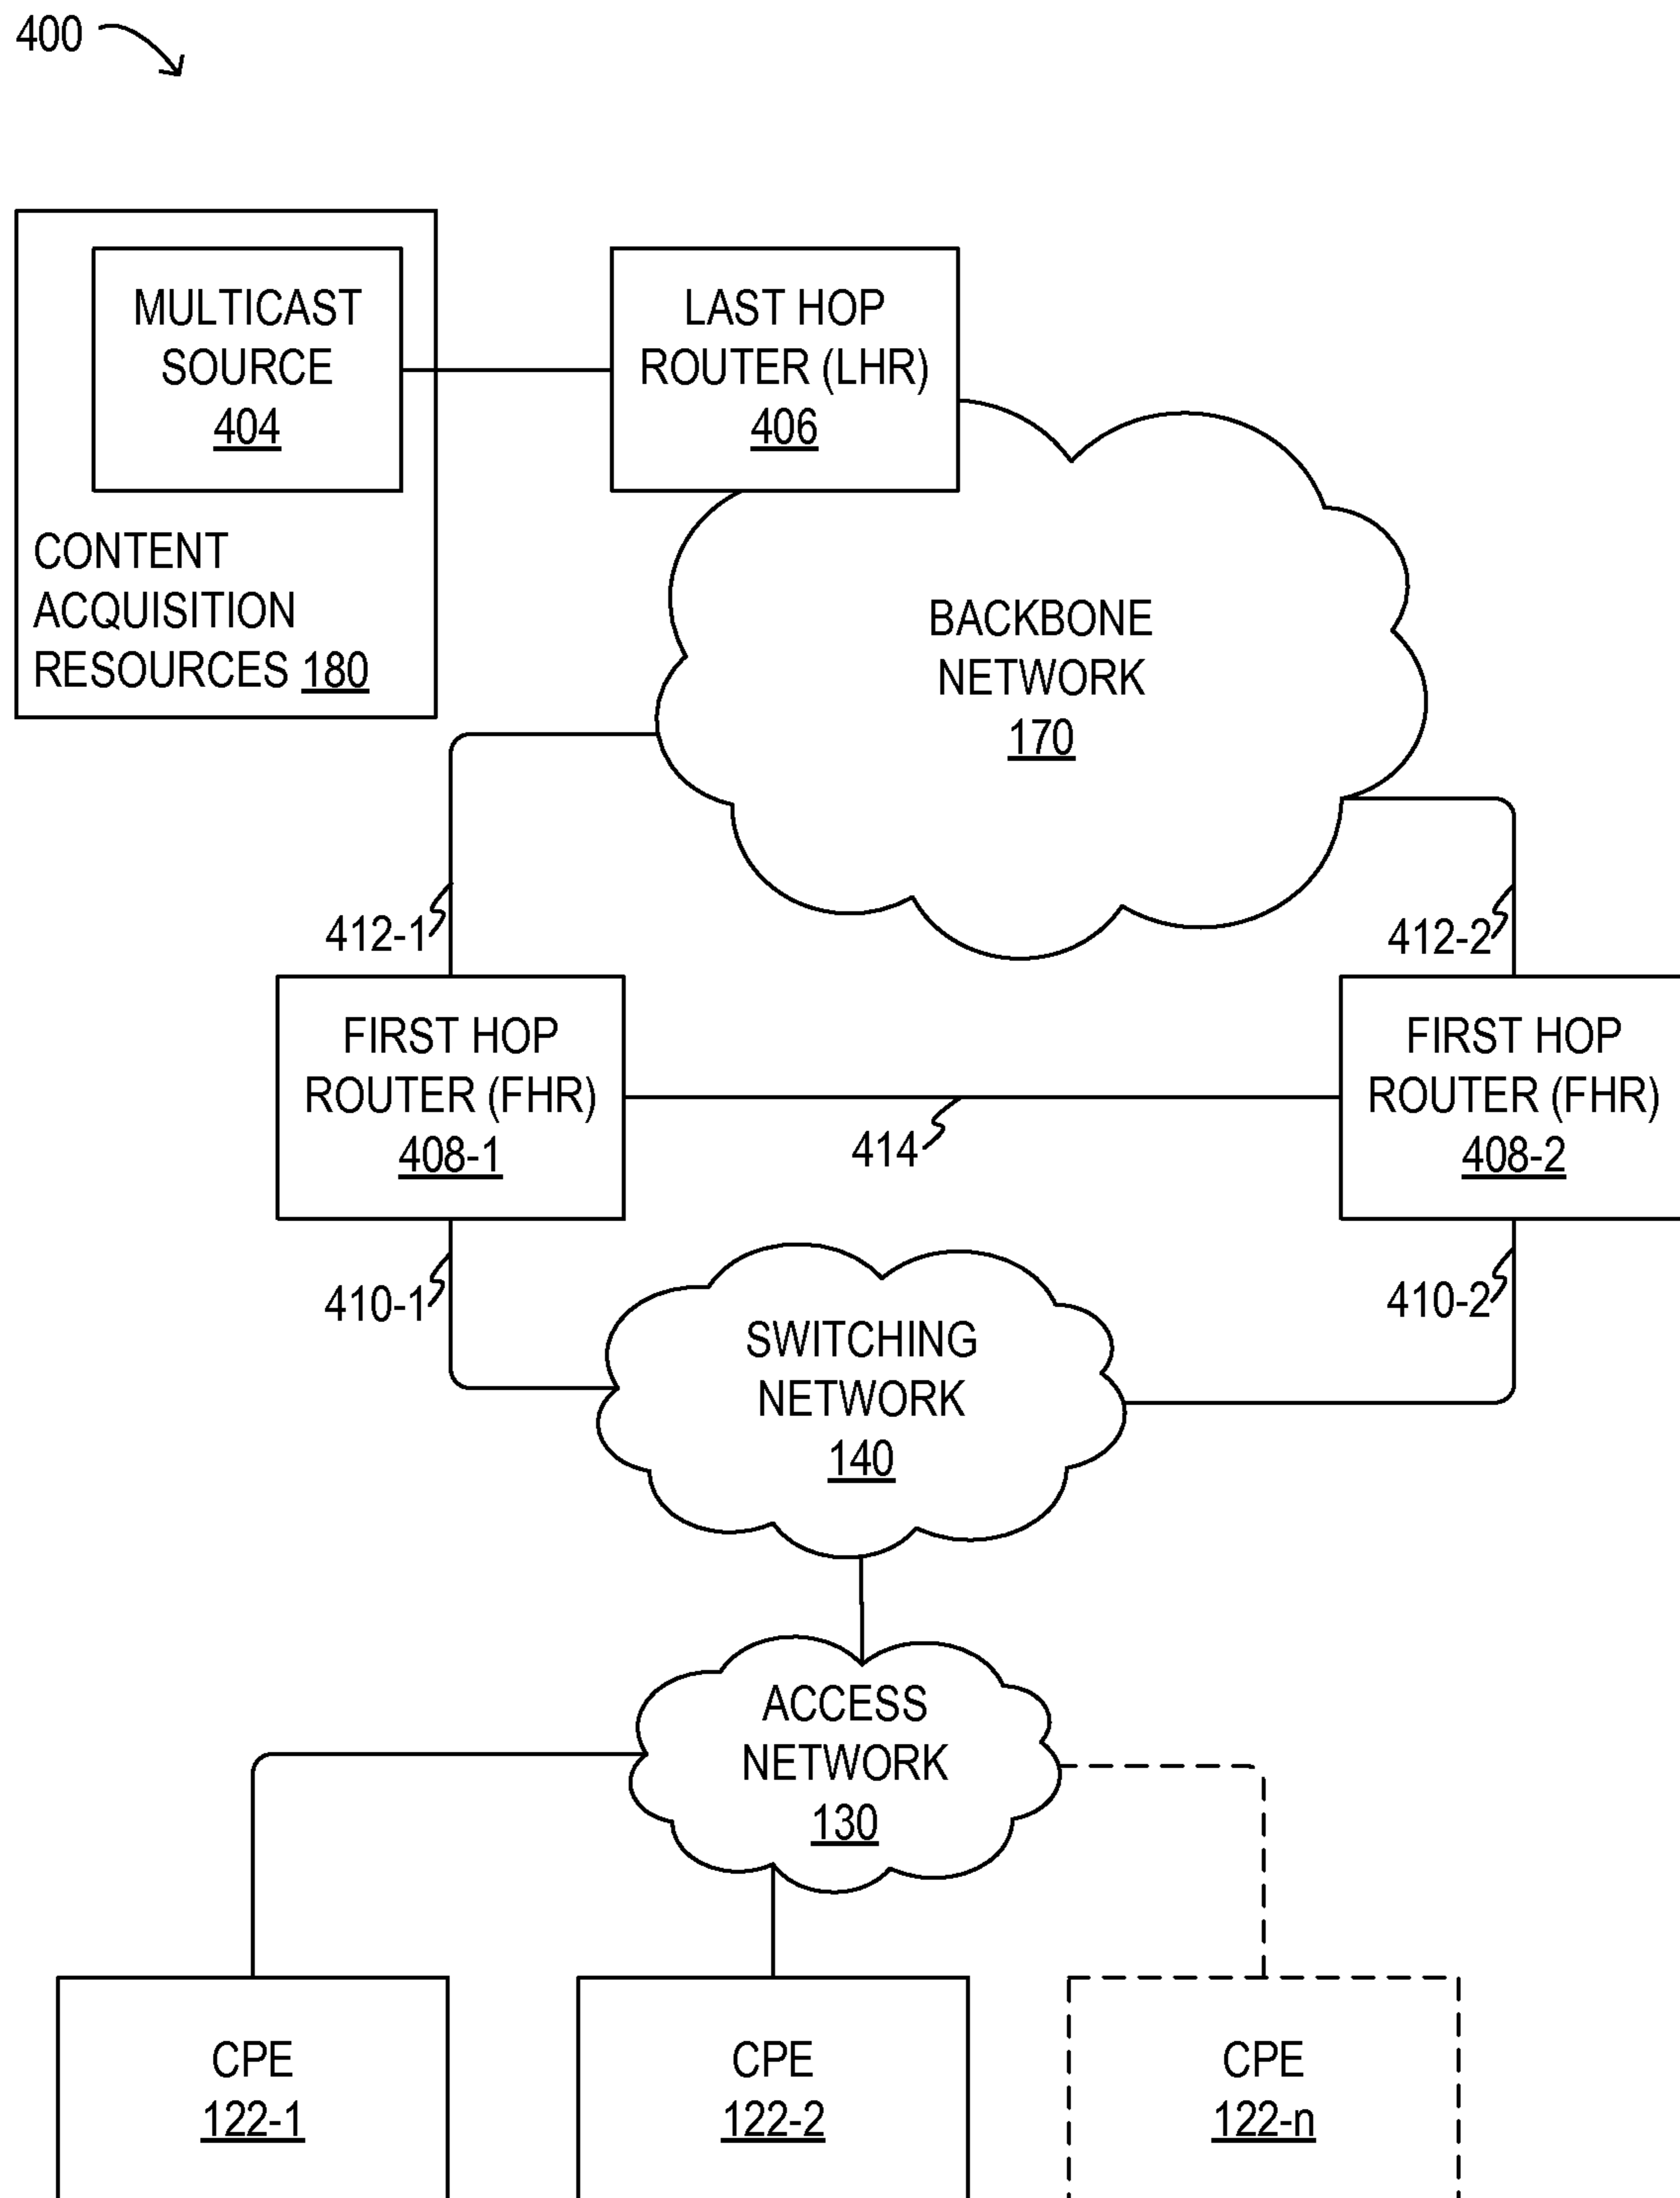 400
MULTICAST
SOURCE
404
LAST HOP
ROUTER (LHR)
406
CONTENT
ACQUISITION
RESOURCES 180
BACKBONE
NETWORK
170
412-1
412-2
FIRST HOP
ROUTER (FHR)
408-1
414
FIRST HOP
ROUTER (FHR)
408-2
410-1
410-2
SWITCHING
NETWORK
140
ACCESS
NETWORK
130
CPE
122-1
CPE
122-2
CPE
122-n